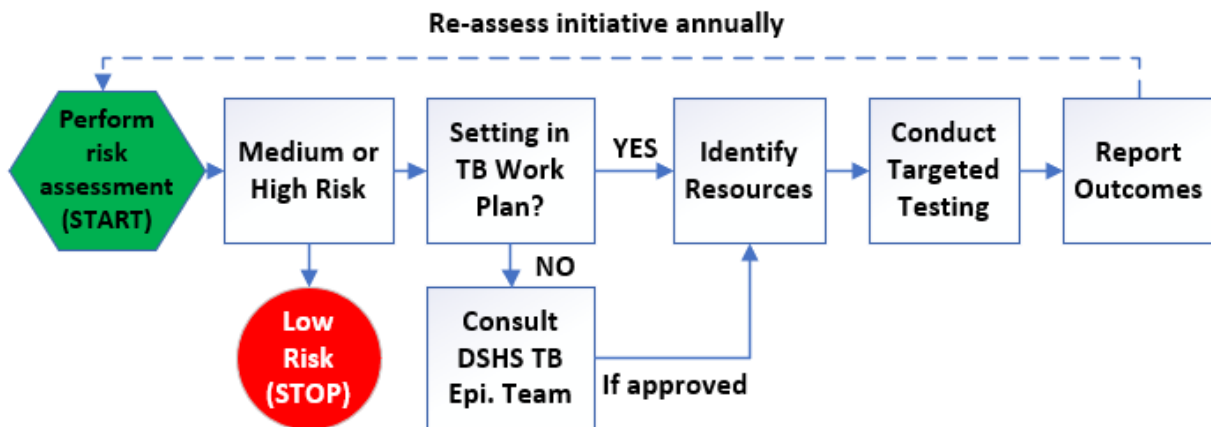 Re-assess initiative annually
Perform
risk
assessment
(START)
Medium or
High Risk
Setting in
TB Work
Plan?
YES
Identify
Resources
Conduct
Targeted
Testing
Report
Outcomes
NO
Low
Risk
(STOP)
Consult
DSHS TB
Epi. Team
If approved